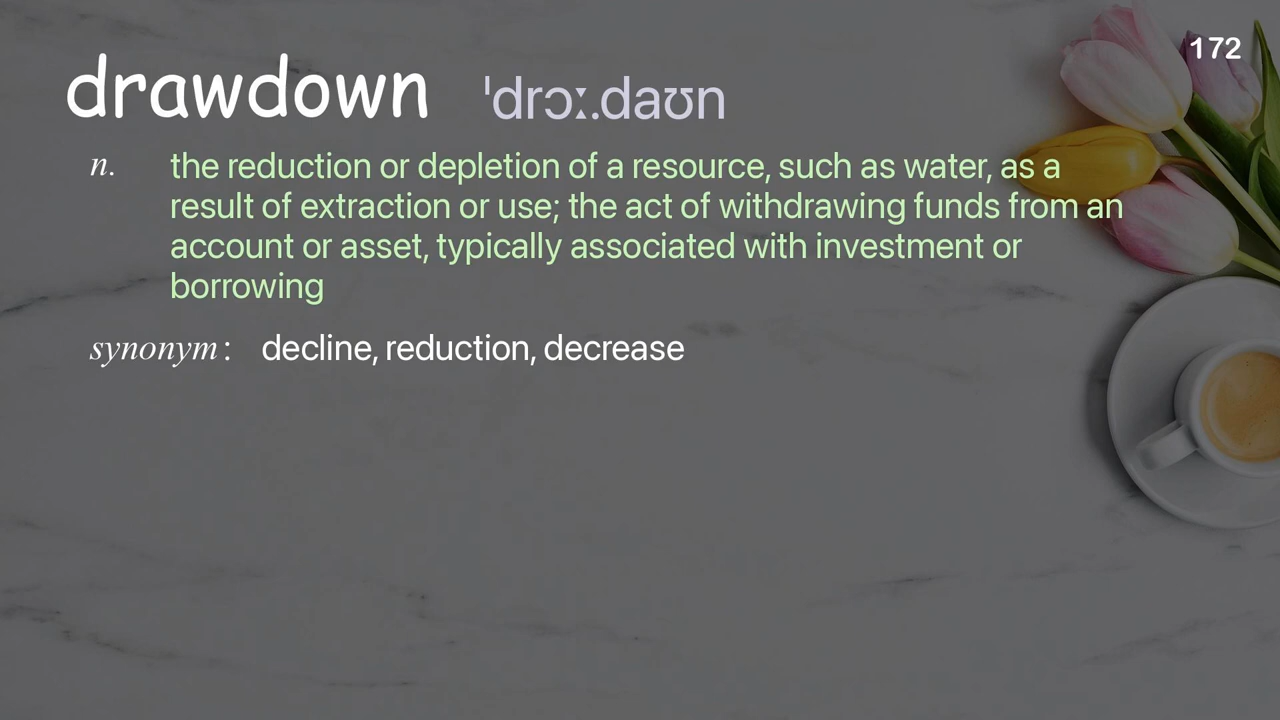 172
drawdown ˈdrɔː.daʊn
n. the reduction or depletion of a resource, such as water, as a
result of extraction or use; the act of withdrawing funds from an
account or asset, typically associated with investment or
borrowing
synonym: decline, reduction, decrease